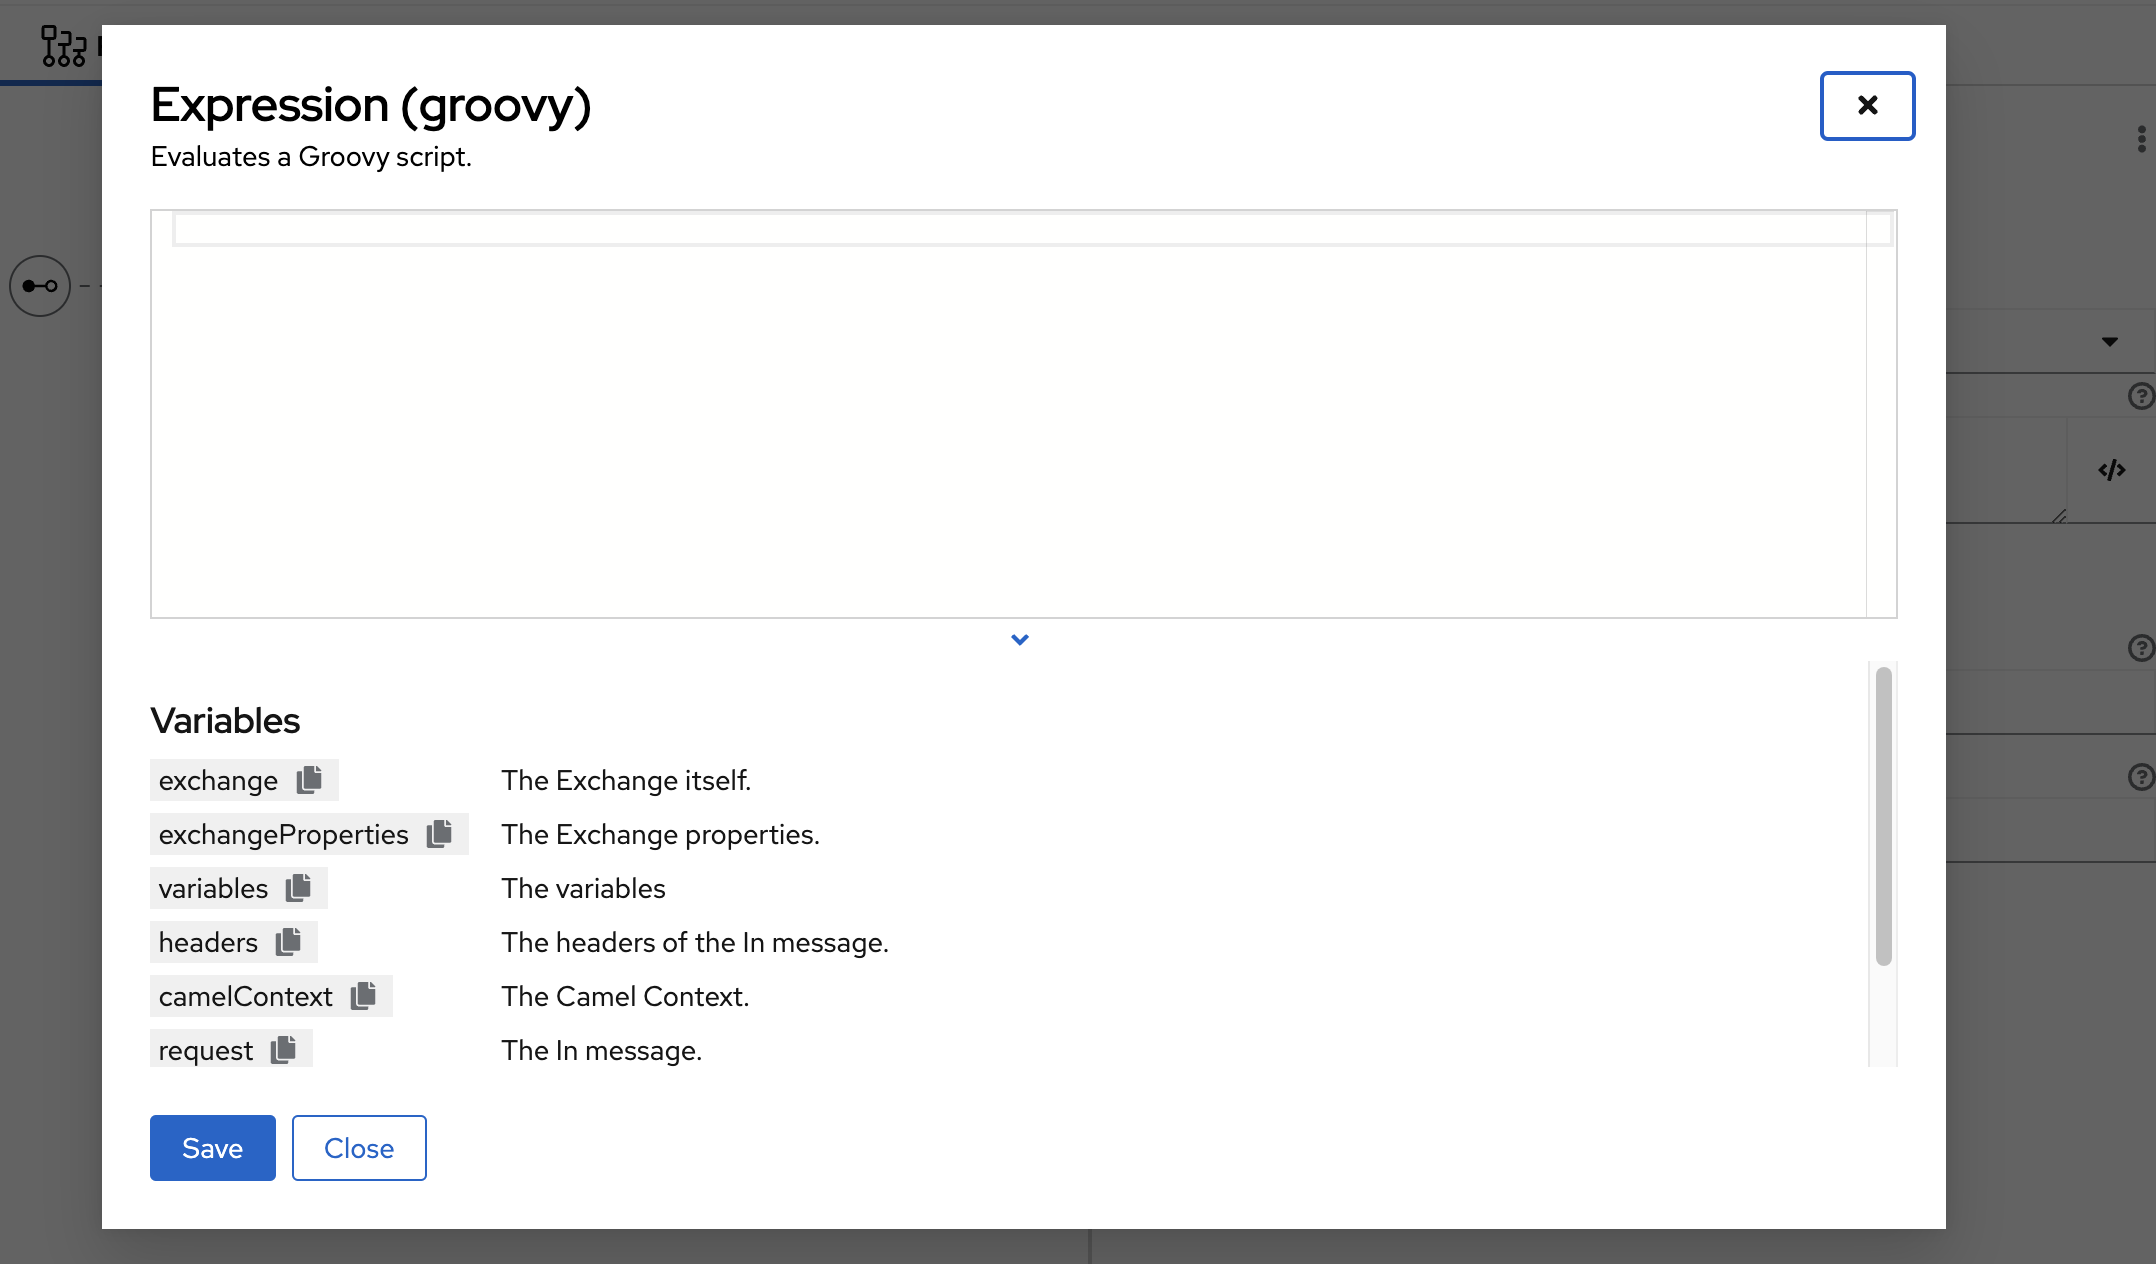 Expression (groovy)
Evaluates a Groovy script.
Variables
exchange The Exchange itself.
exchangeProperties The Exchange properties.
variables The variables
headers The headers of the In message.
camelContext The Camel Context.
request The In message.
Save Close